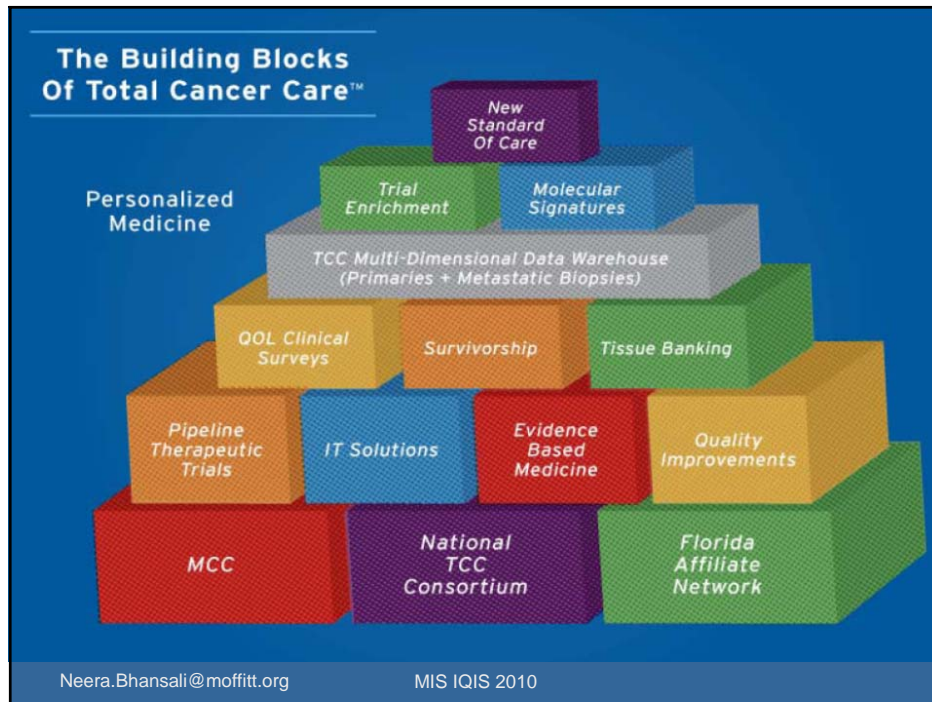 The Building Blocks
Of Total Cancer Care™
Personalized
Medicine
New
Standard
Of Care
Trial
Enrichment
Molecular
Signatures
TCC Multi-Dimensional Data Warehouse
(Primaries + Metastatic Biopsies)
QOL Clinical
Surveys
Survivorship
Tissue Banking
Pipeline
Therapeutic
Trials
IT Solutions
Evidence
Based
Medicine
Quality
Improvements
MCC
National
TCC
Consortium
Florida
Affiliate
Network
Neera.Bhansali@moffitt.org
MIS IQIS 2010